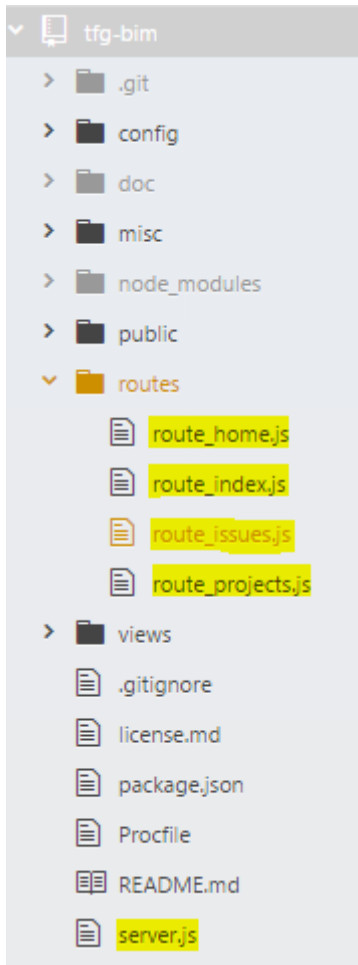 tfg-bim
.git
config
doc
misc
node_modules
public
routes
route_home.js
route_index.js
route_issues.js
route_projects.js
views
.gitignore
license.md
package.json
Procfile
README.md
server.js